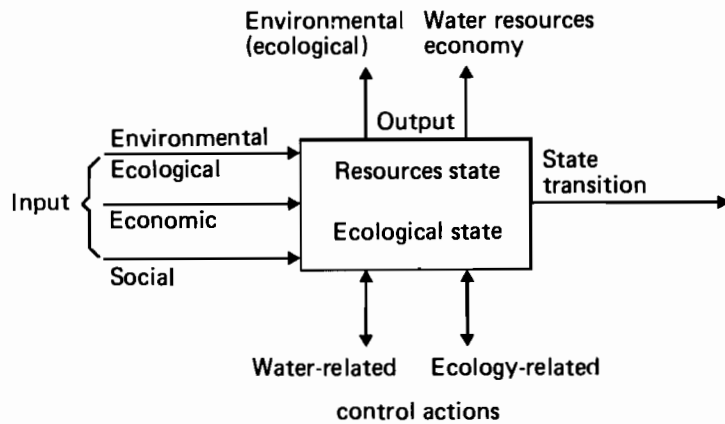 Environmental
(ecological)
Water resources
economy
Output
Environmental
Ecological
Input
Economic
Social
Resources state
Ecological state
State
transition
Water-related
Ecology-related
control actions